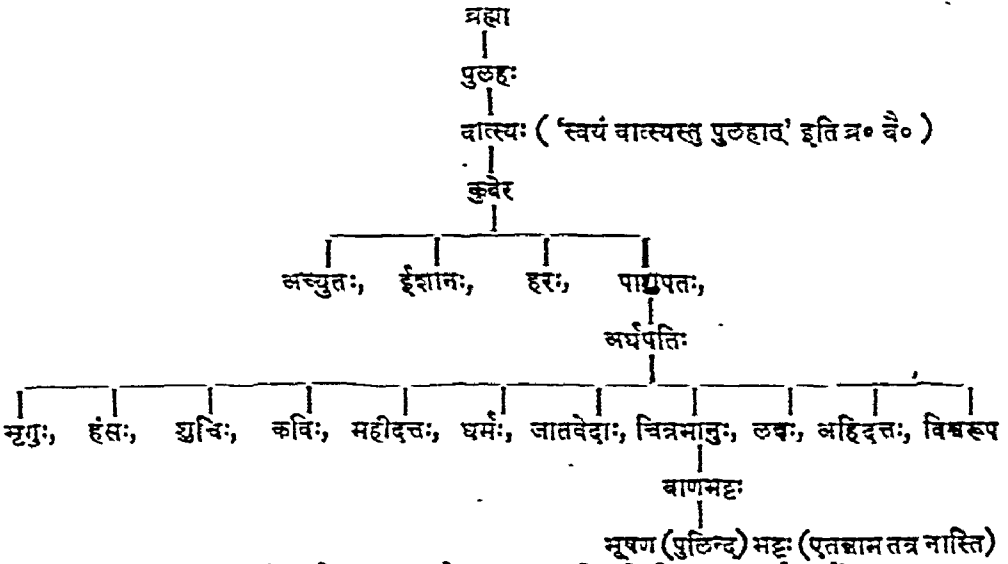 ब्रह्मा
पुलहः
वात्स्यः ( 'स्वयं वात्स्यस्तु पुलहात्' इति ब्र० वै० )
कुबेर
अच्युतः, ईशानः, हरः, पाशुपतः,
अर्थपतिः
भृगुः, हंसः, शुचिः, कविः, महीदत्तः, धर्मः, जातवेदाः, चित्रभानुः, लक्षः, अहिदत्तः, विश्वरूप
बाणभट्टः
भूषण (पुलिन्द) भट्टः (एतन्नाम तत्र नास्ति)